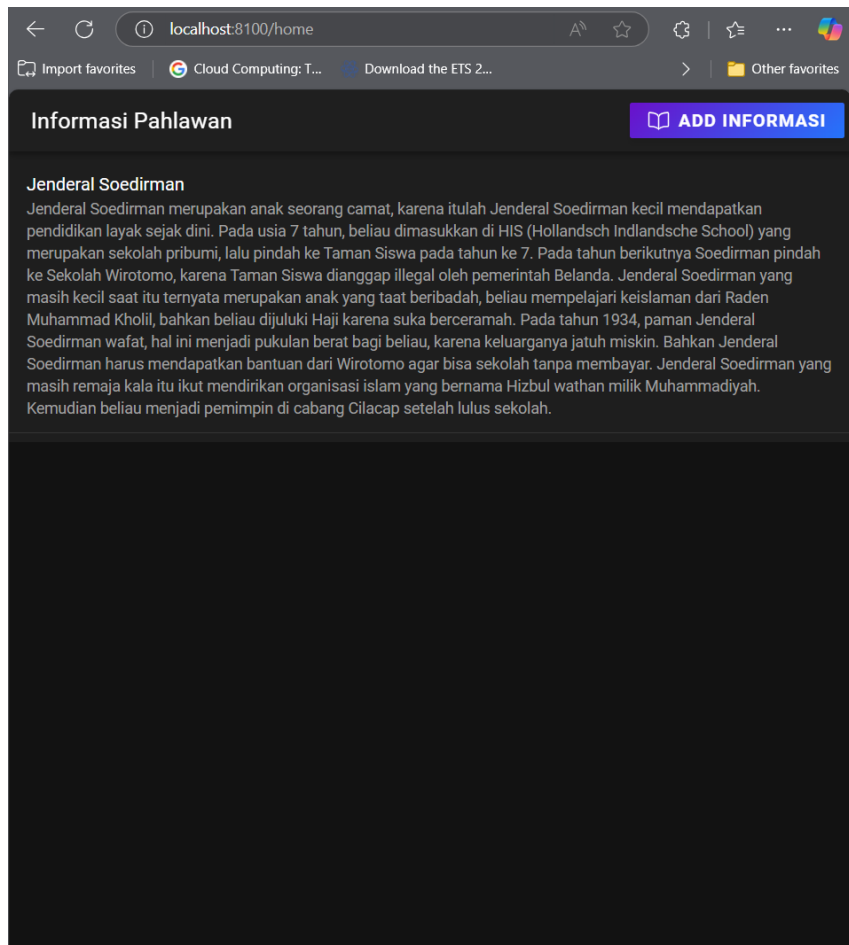 localhost:8100/home
Import favorites
Cloud Computing: T...
Download the ETS 2...
Other favorites
Informasi Pahlawan
ADD INFORMASI
Jenderal Soedirman
Jenderal Soedirman merupakan anak seorang camat, karena itulah Jenderal Soedirman kecil mendapatkan
pendidikan layak sejak dini. Pada usia 7 tahun, beliau dimasukkan di HIS (Hollandsch Indlandsche School) yang
merupakan sekolah pribumi, lalu pindah ke Taman Siswa pada tahun ke 7. Pada tahun berikutnya Soedirman pindah
ke Sekolah Wirotomo, karena Taman Siswa dianggap illegal oleh pemerintah Belanda. Jenderal Soedirman yang
masih kecil saat itu ternyata merupakan anak yang taat beribadah, beliau mempelajari keislaman dari Raden
Muhammad Kholil, bahkan beliau dijuluki Haji karena suka berceramah. Pada tahun 1934, paman Jenderal
Soedirman wafat, hal ini menjadi pukulan berat bagi beliau, karena keluarganya jatuh miskin. Bahkan Jenderal
Soedirman harus mendapatkan bantuan dari Wirotomo agar bisa sekolah tanpa membayar. Jenderal Soedirman yang
masih remaja kala itu ikut mendirikan organisasi islam yang bernama Hizbul wathan milik Muhammadiyah.
Kemudian beliau menjadi pemimpin di cabang Cilacap setelah lulus sekolah.